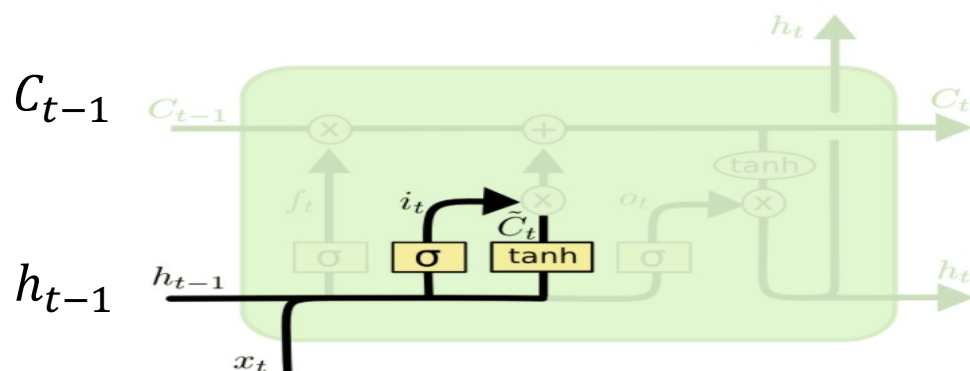 h_t
C_{t-1}
C_{t-1}
C_t
× +
tanh
f_t i_t × o_t ×
C̃_t
σ σ tanh σ
h_{t-1}
h_{t-1}
h_t
x_t